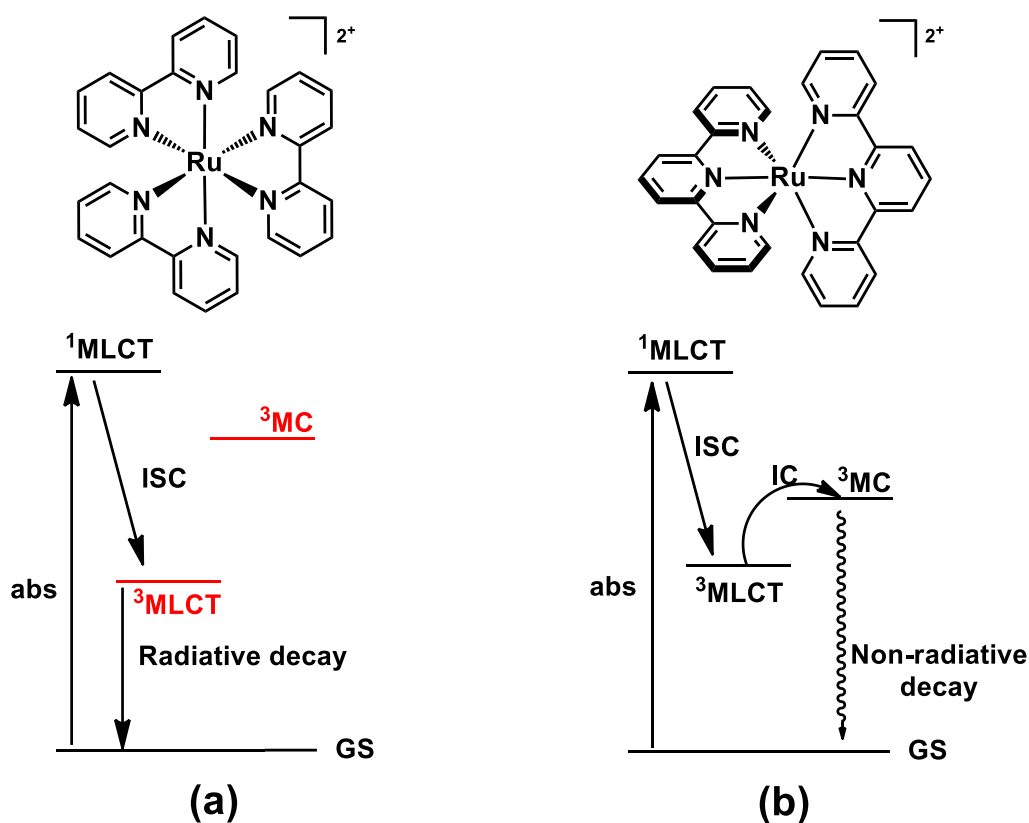 2+
N
N
N
Ru
N
N
N
2+
N
N
N
Ru
N
N
N
¹MLCT
³MC
ISC
abs
³MLCT
Radiative decay
GS
(a)
¹MLCT
ISC
IC
³MC
abs
³MLCT
Non-radiative
decay
GS
(b)